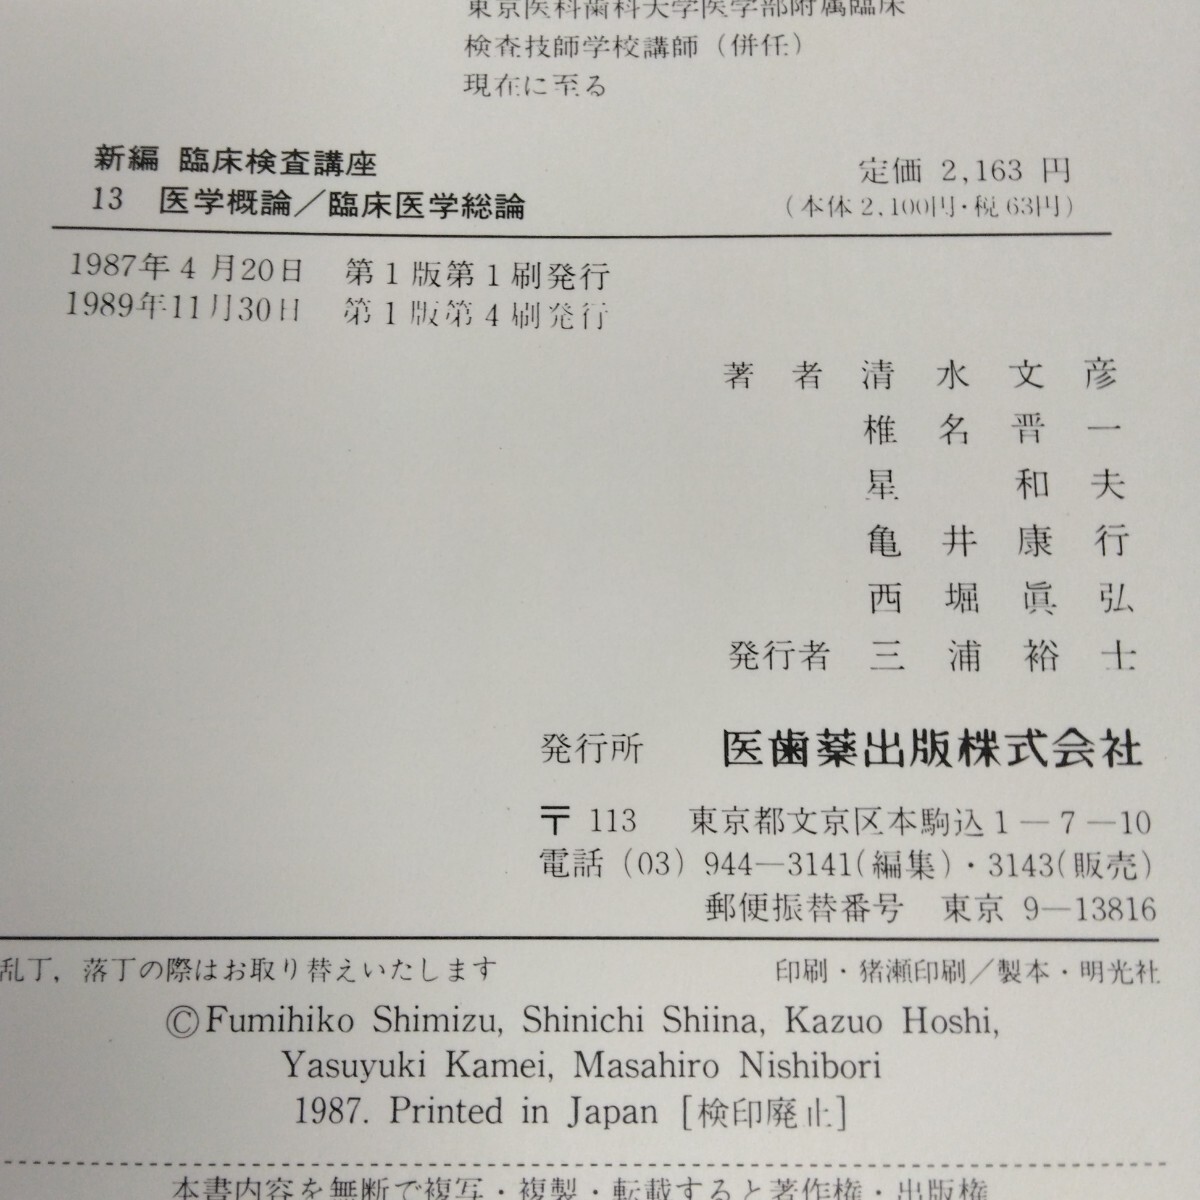 東京医科歯科大学医学部附属臨床
検査技師学校講師（併任）
現在に至る
新編 臨床検査講座
13 医学概論／臨床医学総論
定価 2,163 円
（本体2,100円・税63円）
1987年4月20日 第1版第1刷発行
1989年11月30日 第1版第4刷発行
著者 清水文彦
椎名晋一
星 和夫
亀井康行
西堀眞弘
発行者 三浦裕士
発行所 医歯薬出版株式会社
〒113 東京都文京区本駒込1－7－10
電話（03）944―3141（編集）・3143（販売）
郵便振替番号 東京 9―13816
乱丁，落丁の際はお取り替えいたします
印刷・猪瀬印刷／製本・明光社
©Fumihiko Shimizu, Shinichi Shiina, Kazuo Hoshi,
Yasuyuki Kamei, Masahiro Nishibori
1987. Printed in Japan［検印廃止］
本書内容を無断で複写・複製・転載すると著作権・出版権